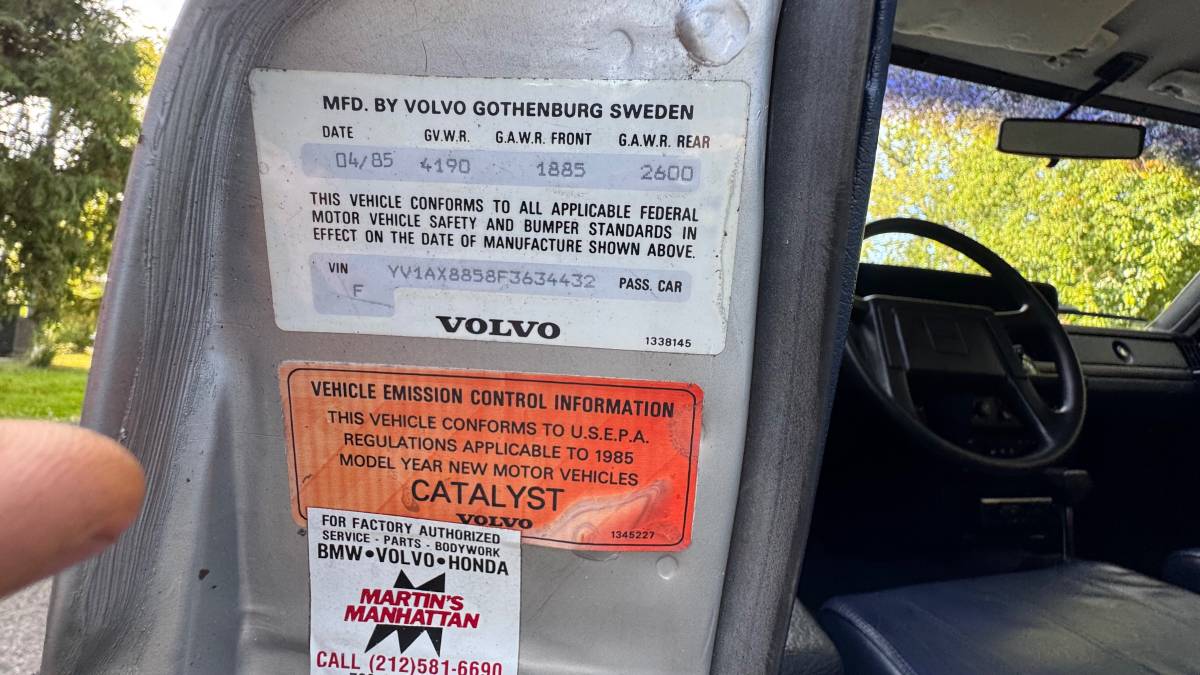 MFD. BY VOLVO GOTHENBURG SWEDEN
DATE GV.W.R. G.A.W.R. FRONT G.A.W.R. REAR
04/85 4190 1885 2600
THIS VEHICLE CONFORMS TO ALL APPLICABLE FEDERAL
MOTOR VEHICLE SAFETY AND BUMPER STANDARDS IN
EFFECT ON THE DATE OF MANUFACTURE SHOWN ABOVE.
VIN YV1AX8858F3634432 PASS. CAR
F
VOLVO 1338145
VEHICLE EMISSION CONTROL INFORMATION
THIS VEHICLE CONFORMS TO U.S.E.P.A.
REGULATIONS APPLICABLE TO 1985
MODEL YEAR NEW MOTOR VEHICLES
CATALYST
VOLVO 1345227
FOR FACTORY AUTHORIZED
SERVICE - PARTS - BODYWORK
BMW•VOLVO•HONDA
MARTIN'S
MANHATTAN
CALL (212)581-6690